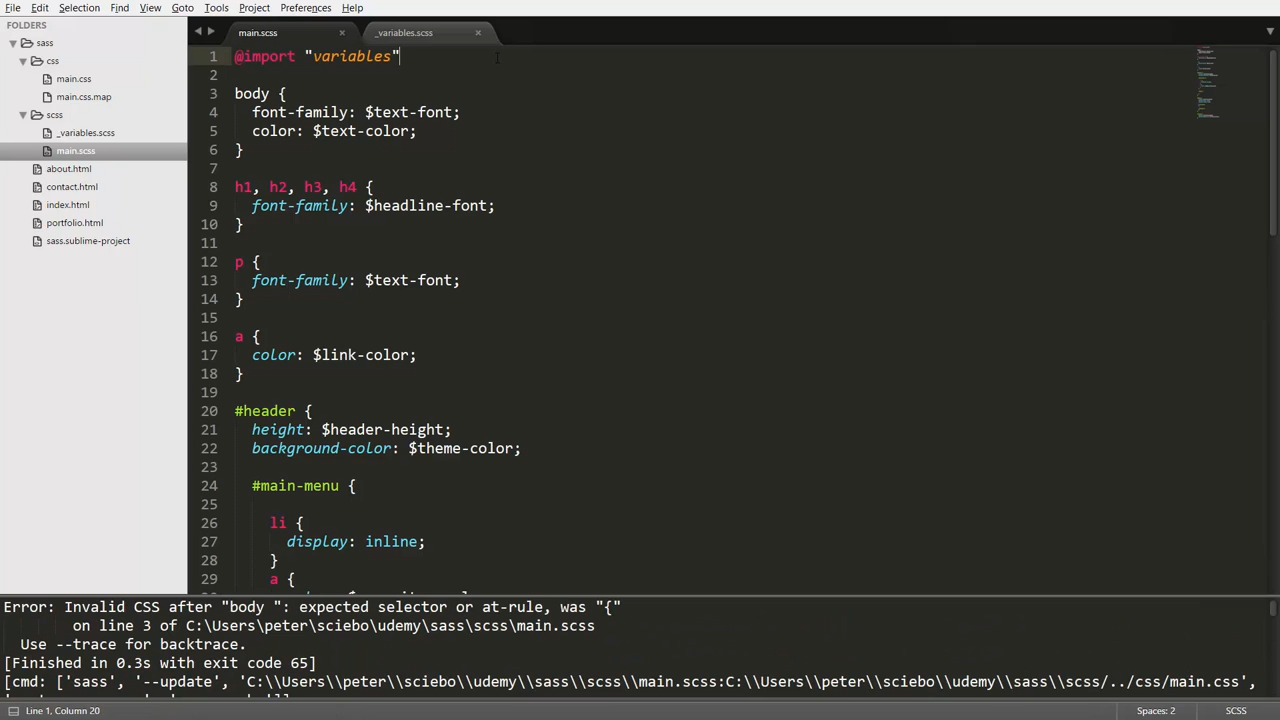 File Edit Selection Find View Goto Tools Project Preferences Help
FOLDERS
sass
css
main.css
main.css.map
scss
_variables.scss
main.scss
about.html
contact.html
index.html
portfolio.html
sass.sublime-project
main.scss × _variables.scss ×
1 @import "variables"
2
3 body {
4 font-family: $text-font;
5 color: $text-color;
6 }
7
8 h1, h2, h3, h4 {
9 font-family: $headline-font;
10 }
11
12 p {
13 font-family: $text-font;
14 }
15
16 a {
17 color: $link-color;
18 }
19
20 #header {
21 height: $header-height;
22 background-color: $theme-color;
23
24 #main-menu {
25
26 li {
27 display: inline;
28 }
29 a {
Error: Invalid CSS after "body ": expected selector or at-rule, was "{"
on line 3 of C:\Users\peter\sciebo\udemy\sass\scss\main.scss
Use --trace for backtrace.
[Finished in 0.3s with exit code 65]
[cmd: ['sass', '--update', 'C:\\Users\\peter\\sciebo\\udemy\\sass\\scss\\main.scss:C:\\Users\\peter\\sciebo\\udemy\\sass\\scss/../css/main.css',
Line 1, Column 20 Spaces: 2 SCSS